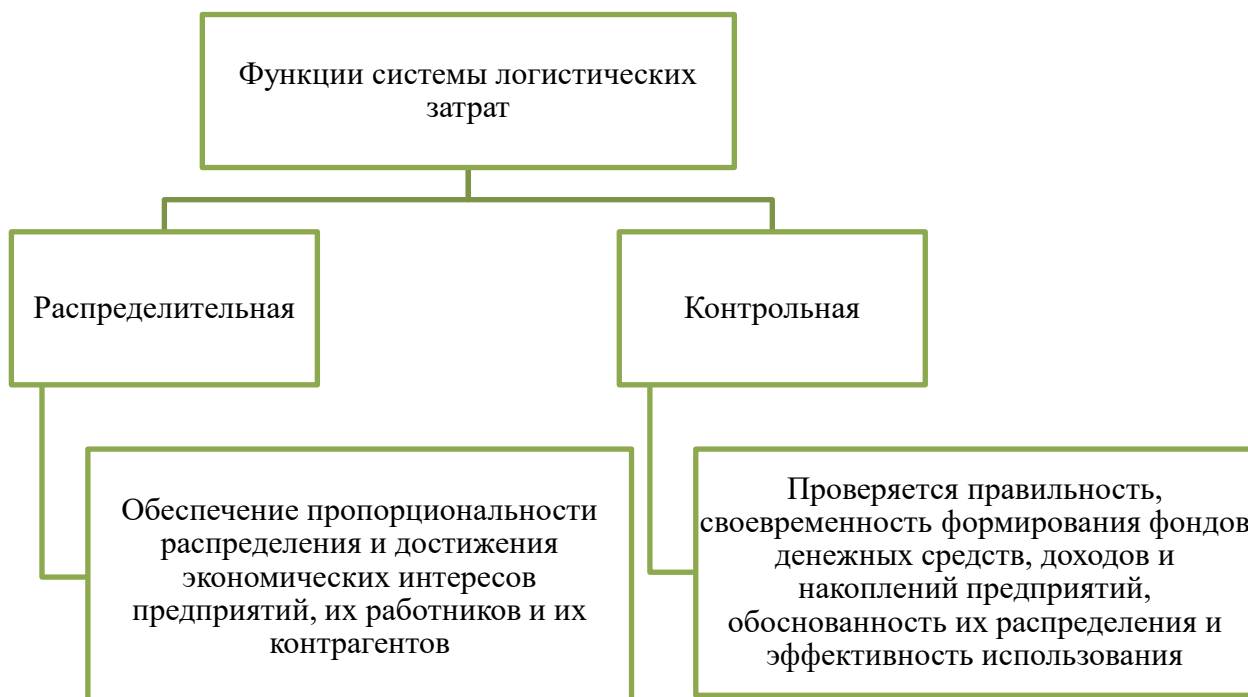 Функции системы логистических
затрат
Распределительная
Контрольная
Обеспечение пропорциональности
распределения и достижения
экономических интересов
предприятий, их работников и их
контрагентов
Проверяется правильность,
своевременность формирования фондов
денежных средств, доходов и
накоплений предприятий,
обоснованность их распределения и
эффективность использования